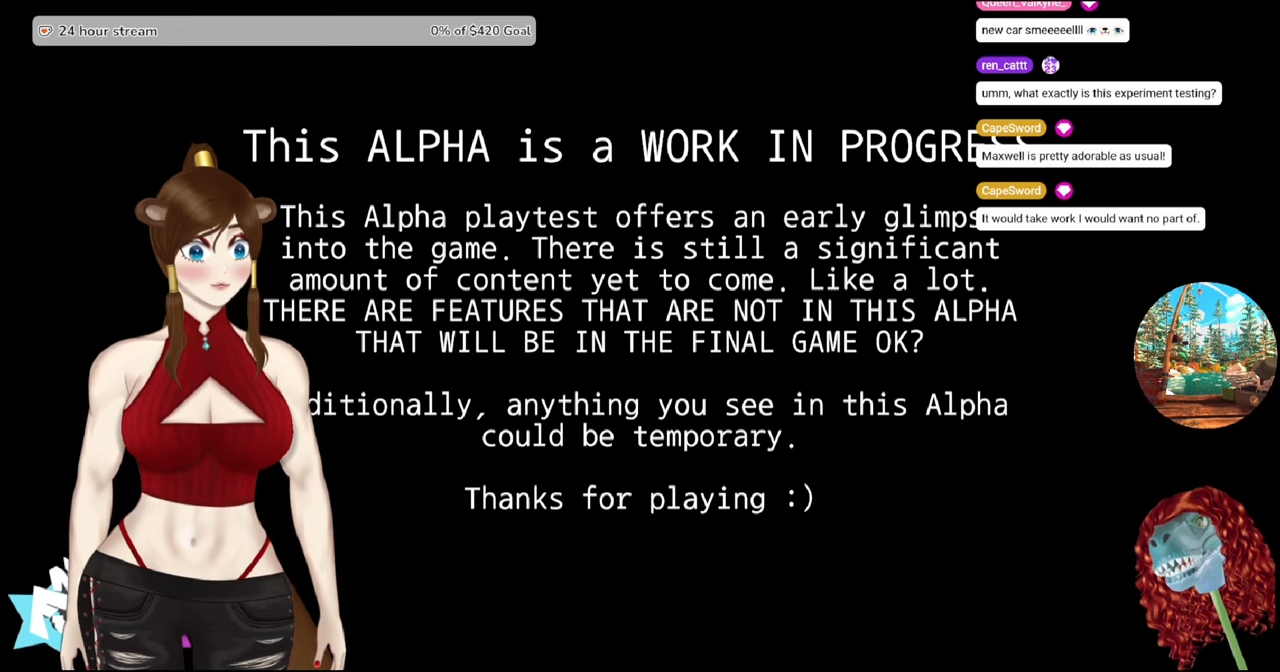 24 hour stream 0% of $420 Goal
Queen_Valkyrie_
new car smeeeeellll
ren_cattt
umm, what exactly is this experiment testing?
CapeSword
Maxwell is pretty adorable as usual!
CapeSword
It would take work I would want no part of.
This ALPHA is a WORK IN PROGRESS
This Alpha playtest offers an early glimps
into the game. There is still a significant
amount of content yet to come. Like a lot.
THERE ARE FEATURES THAT ARE NOT IN THIS ALPHA
THAT WILL BE IN THE FINAL GAME OK?
ditionally, anything you see in this Alpha
could be temporary.
Thanks for playing :)